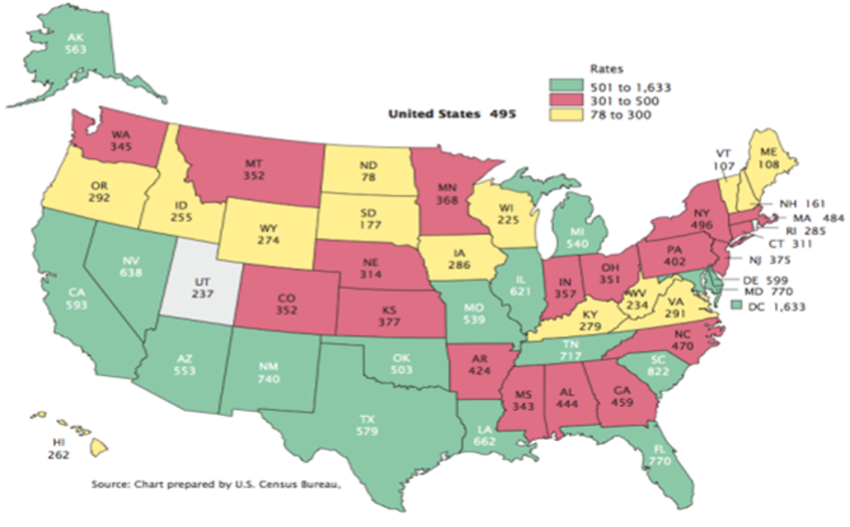 AK
563
Rates
501 to 1,633
301 to 500
78 to 300
United States 495
WA
345
MT
352
ND
78
MN
368
VT
107
ME
108
OR
292
ID
255
WY
274
SD
177
WI
225
MI
540
NY
496
NH 161
MA 484
RI 285
CT 311
NJ 375
DE 599
MD 770
DC 1,633
NV
638
UT
237
CO
352
NE
314
IA
286
IL
621
IN
357
OH
351
PA
402
WV
234
VA
291
CA
593
KS
377
MO
539
KY
279
NC
470
AZ
553
NM
740
OK
503
AR
424
TN
717
SC
822
MS
343
AL
444
GA
459
TX
579
LA
662
FL
770
HI
262
Source: Chart prepared by U.S. Census Bureau,